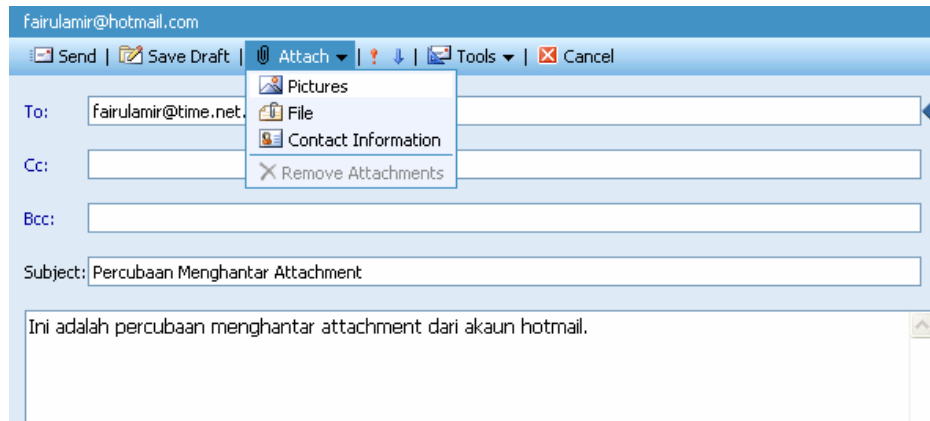 fairulamir@hotmail.com
Send | Save Draft | Attach | Tools | Cancel
Pictures
To: fairulamir@time.net. File
Contact Information
Cc:
Remove Attachments
Bcc:
Subject: Percubaan Menghantar Attachment
Ini adalah percubaan menghantar attachment dari akaun hotmail.